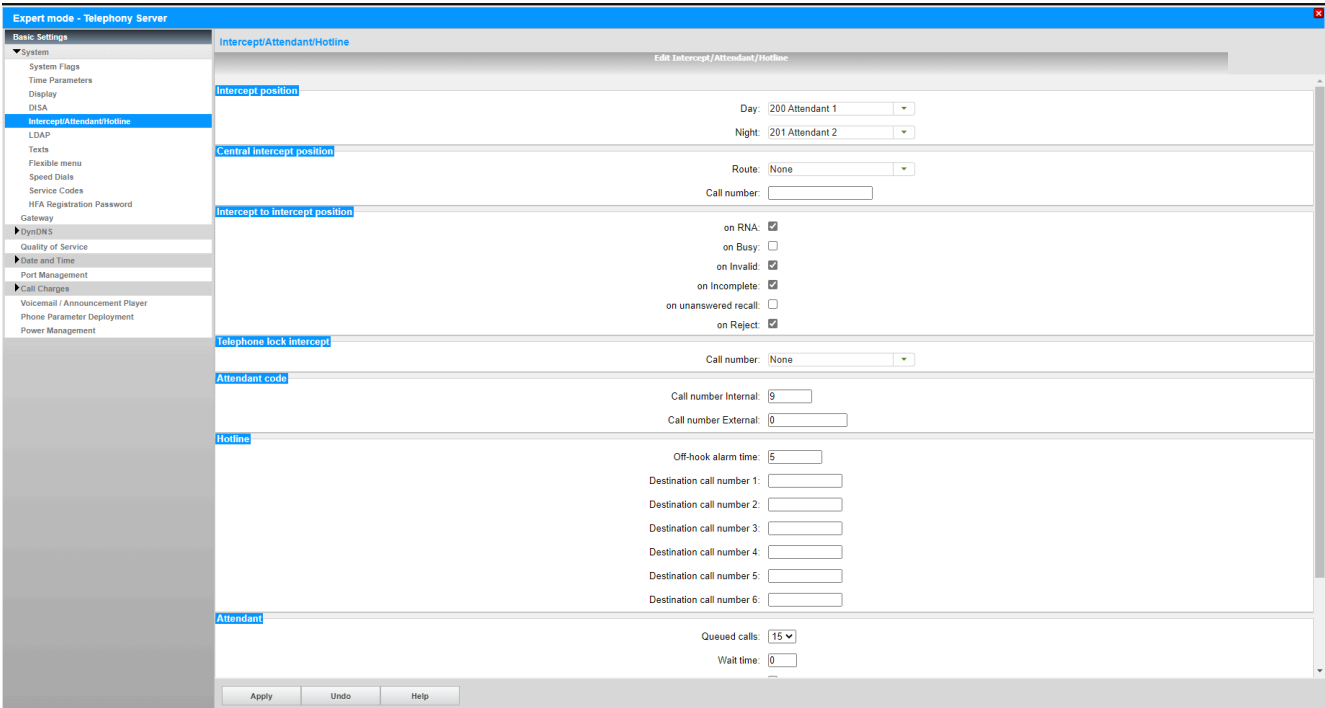 Expert mode - Telephony Server
Basic Settings
System
System Flags
Time Parameters
Display
DISA
Intercept/Attendant/Hotline
LDAP
Texts
Flexible menu
Speed Dials
Service Codes
HFA Registration Password
Gateway
DynDNS
Quality of Service
Date and Time
Port Management
Call Charges
Voicemail / Announcement Player
Phone Parameter Deployment
Power Management
Intercept/Attendant/Hotline
Edit Intercept/Attendant/Hotline
Intercept position
Day: 200 Attendant 1
Night: 201 Attendant 2
Central intercept position
Route: None
Call number:
Intercept to intercept position
on RNA:
on Busy:
on Invalid:
on Incomplete:
on unanswered recall:
on Reject:
Telephone lock intercept
Call number: None
Attendant code
Call number Internal: 9
Call number External: 0
Hotline
Off-hook alarm time: 5
Destination call number 1:
Destination call number 2:
Destination call number 3:
Destination call number 4:
Destination call number 5:
Destination call number 6:
Attendant
Queued calls: 15
Wait time: 0
Apply Undo Help